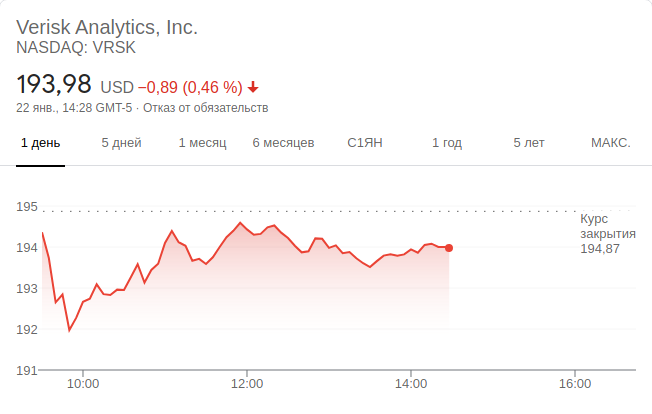 Verisk Analytics, Inc.
NASDAQ: VRSK
193,98 USD −0,89 (0,46 %)
22 янв., 14:28 GMT-5 · Отказ от обязательств
1 день 5 дней 1 месяц 6 месяцев С1ЯН 1 год 5 лет МАКС.
195
Курс
закрытия
194,87
194
193
192
191
10:00 12:00 14:00 16:00